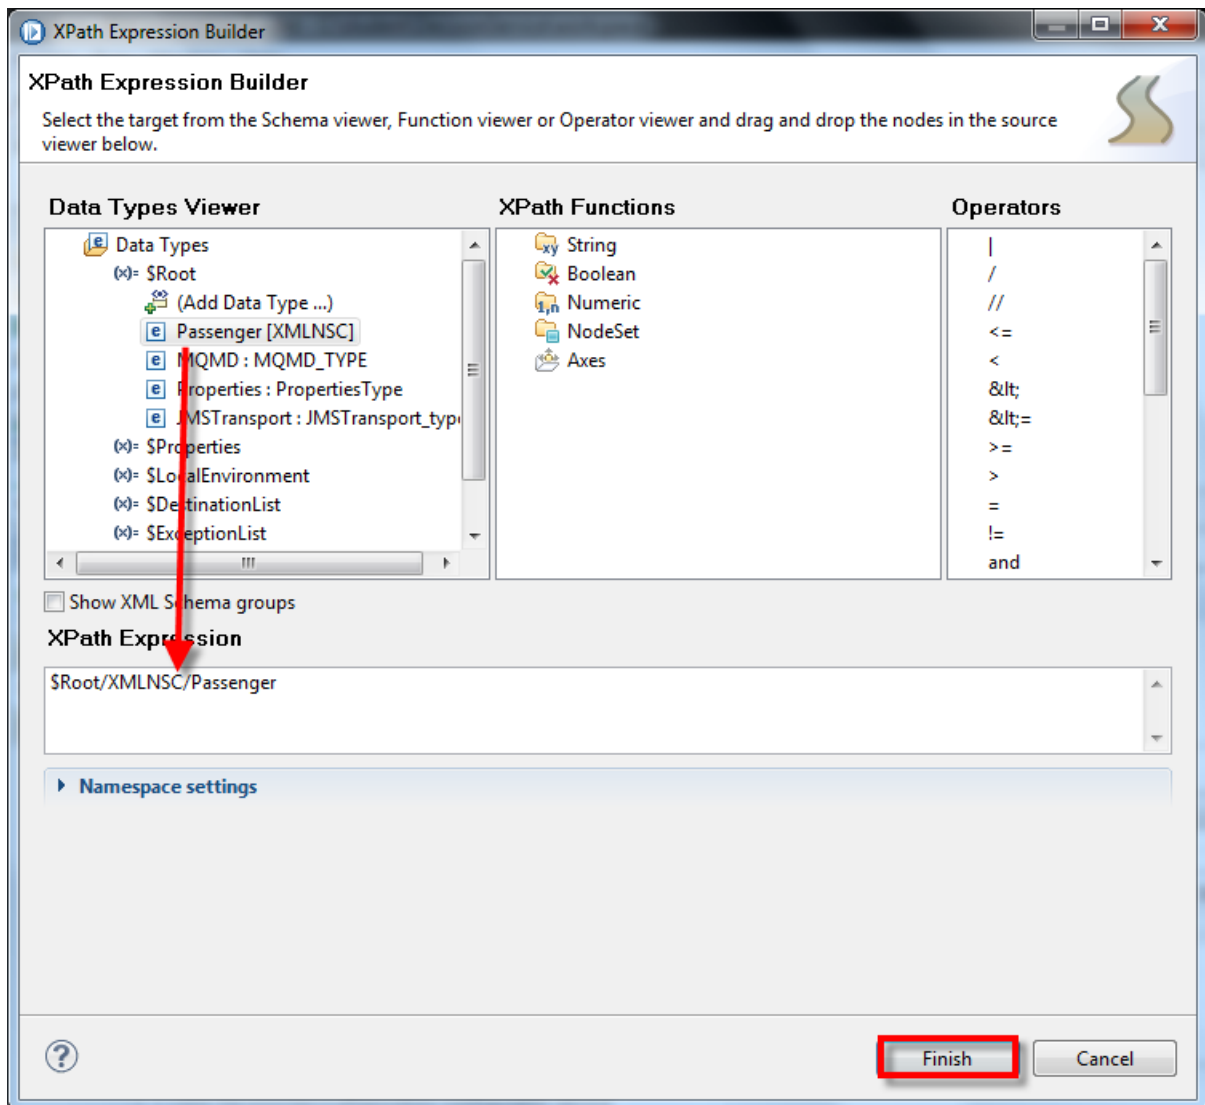 XPath Expression Builder
XPath Expression Builder
Select the target from the Schema viewer, Function viewer or Operator viewer and drag and drop the nodes in the source
viewer below.
Data Types Viewer
Data Types
(x)= $Root
(Add Data Type ...)
e Passenger [XMLNSC]
e MQMD : MQMD_TYPE
e Properties : PropertiesType
e JMSTransport : JMSTransport_type
(x)= $Properties
(x)= $LocalEnvironment
(x)= $DestinationList
(x)= $ExceptionList
XPath Functions
String
Boolean
Numeric
NodeSet
Axes
Operators
|
/
//
<=
<
&lt;
&lt;=
>=
>
=
!=
and
Show XML Schema groups
XPath Expression
$Root/XMLNSC/Passenger
Namespace settings
?
Finish
Cancel